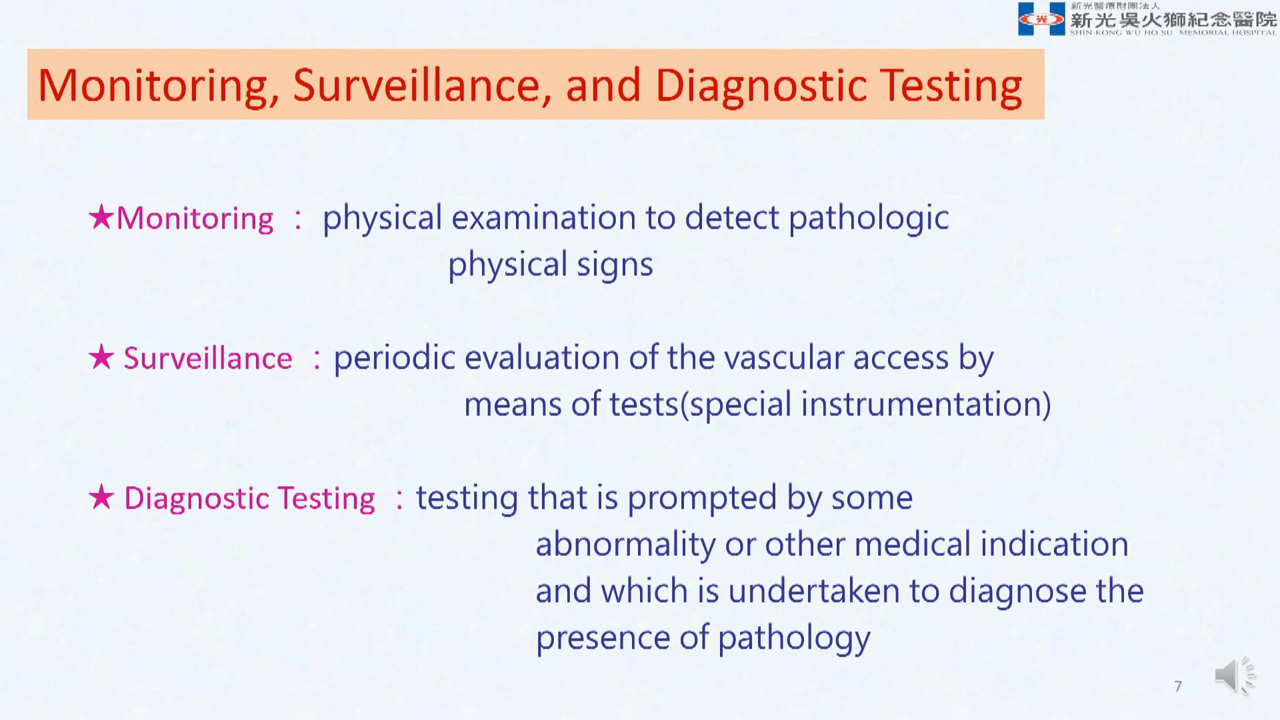 新光醫療財團法人
新光吳火獅紀念醫院
SHIN KONG WU HO SU MEMORIAL HOSPITAL
Monitoring, Surveillance, and Diagnostic Testing
★Monitoring : physical examination to detect pathologic
physical signs
★ Surveillance : periodic evaluation of the vascular access by
means of tests(special instrumentation)
★ Diagnostic Testing : testing that is prompted by some
abnormality or other medical indication
and which is undertaken to diagnose the
presence of pathology
7